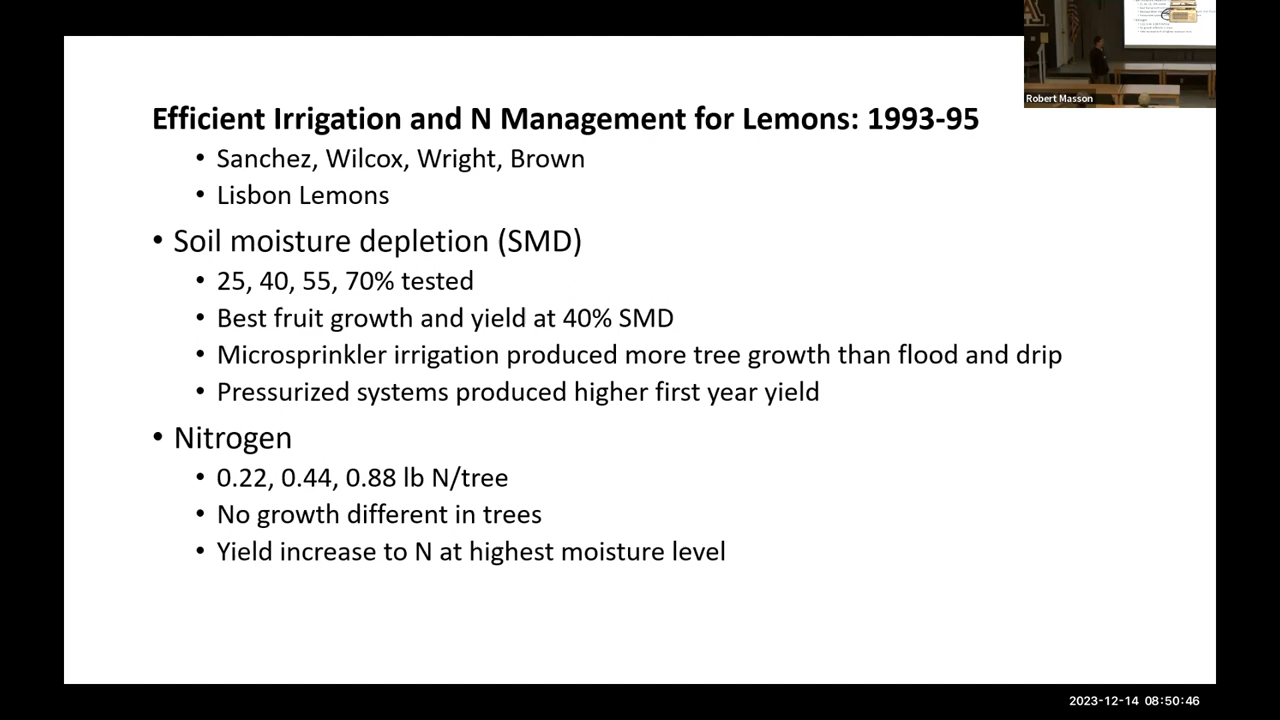 Robert Masson
Efficient Irrigation and N Management for Lemons: 1993-95
• Sanchez, Wilcox, Wright, Brown
• Lisbon Lemons
• Soil moisture depletion (SMD)
• 25, 40, 55, 70% tested
• Best fruit growth and yield at 40% SMD
• Microsprinkler irrigation produced more tree growth than flood and drip
• Pressurized systems produced higher first year yield
• Nitrogen
• 0.22, 0.44, 0.88 lb N/tree
• No growth different in trees
• Yield increase to N at highest moisture level
2023-12-14 08:50:46